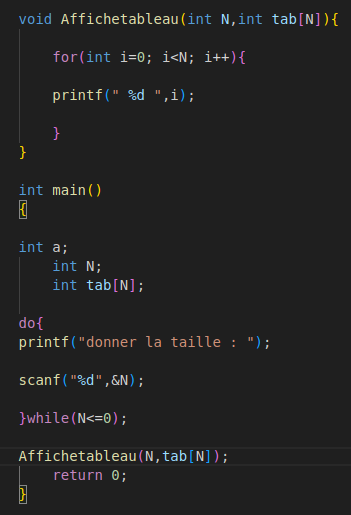 void Affichetableau(int N,int tab[N]){
for(int i=0; i<N; i++){
printf(" %d ",i);
}
}
int main()
{
int a;
int N;
int tab[N];
do{
printf("donner la taille : ");
scanf("%d",&N);
}while(N<=0);
Affichetableau(N,tab[N]);
return 0;
}